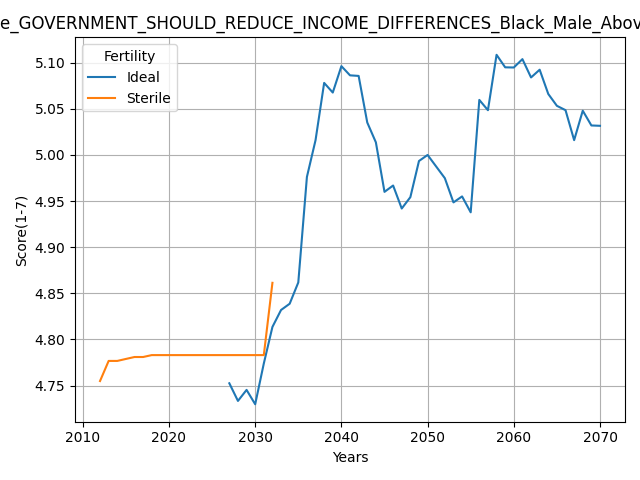 e_GOVERNMENT_SHOULD_REDUCE_INCOME_DIFFERENCES_Black_Male_Abov
Fertility
Ideal
Sterile
5.10
5.05
5.00
4.95
4.90
4.85
4.80
4.75
Score(1-7)
2010 2020 2030 2040 2050 2060 2070
Years